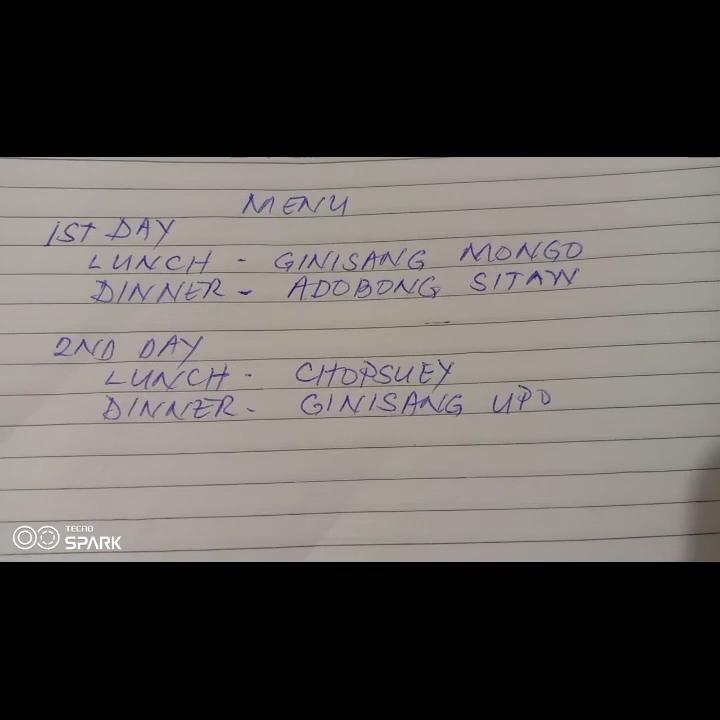 MENU
1ST DAY
LUNCH - GINISANG MONGO
DINNER - ADOBONG SITAW
2ND DAY
LUNCH - CHOPSUEY
DINNER - GINISANG UPO
TECNO
SPARK